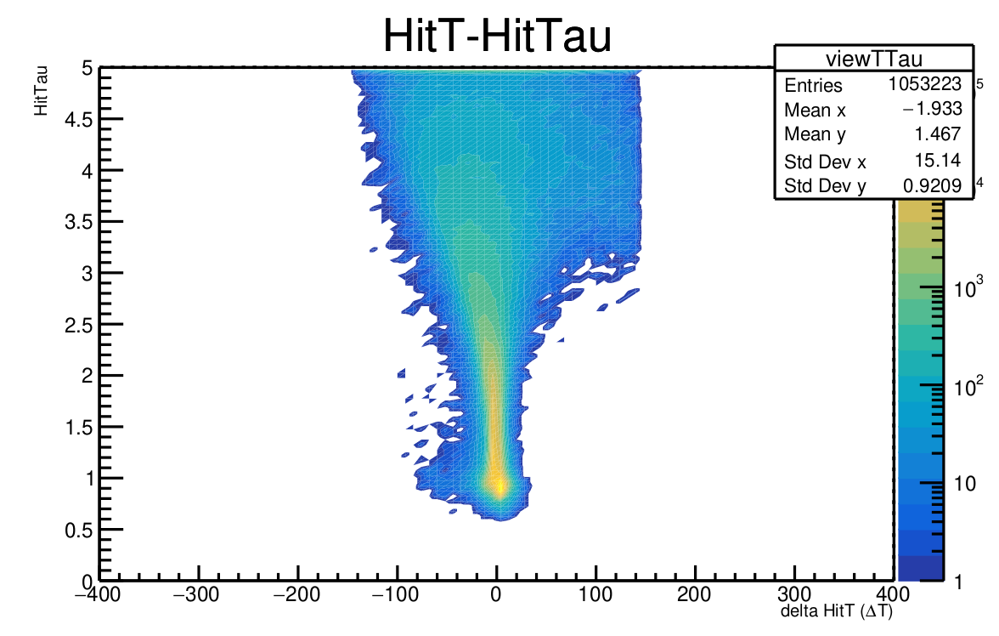 HitT-HitTau
HitTau
viewTTau
Entries 1053223
Mean x −1.933
Mean y 1.467
Std Dev x 15.14
Std Dev y 0.9209
5
4.5
4
3.5
3
2.5
2
1.5
1
0.5
0
−400 −300 −200 −100 0 100 200 300 400
delta HitT (ΔT)
5
4
10³
10²
10
1